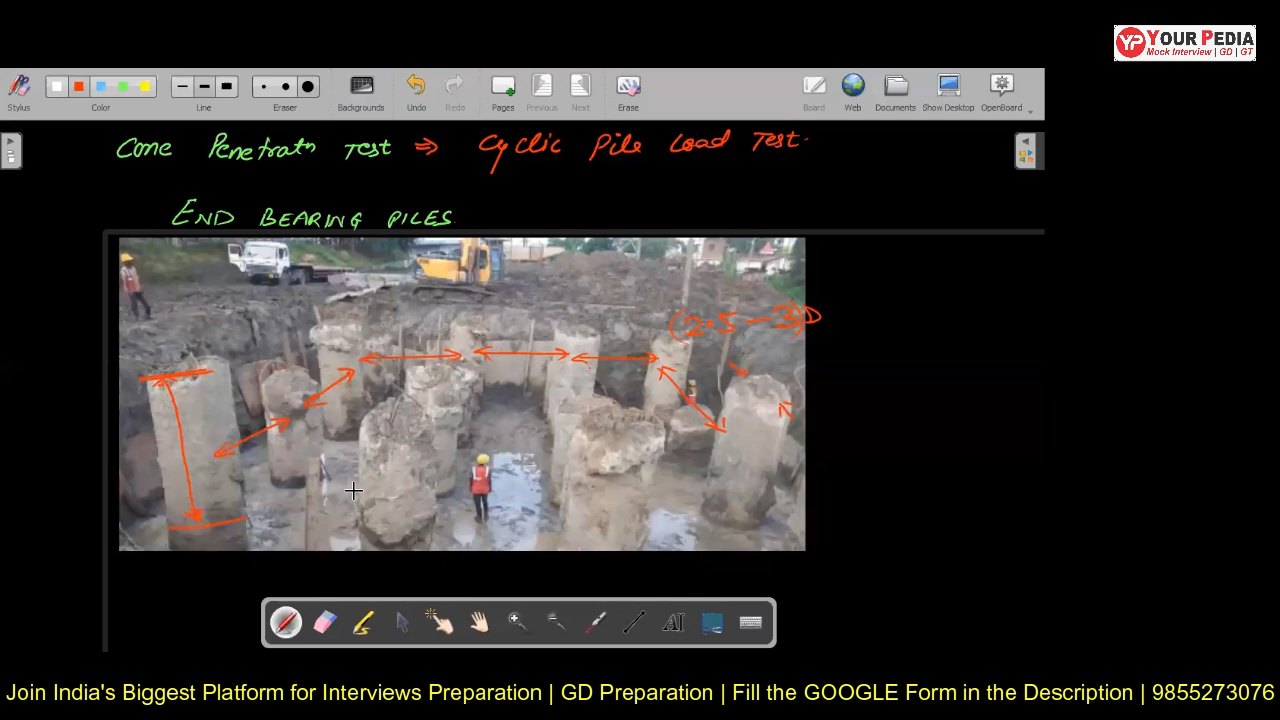 YP YOUR PEDIA
Mock Interview | GD | GT
Stylus Color Line Eraser Backgrounds Undo Redo Pages Previous Next Erase Board Web Documents Show Desktop OpenBoard
Cone Penetratn Test ⇒ Cyclic Pile Load Test.
END BEARING PILES.
(2.5 - 3)D
AI
Join India's Biggest Platform for Interviews Preparation | GD Preparation | Fill the GOOGLE Form in the Description | 9855273076